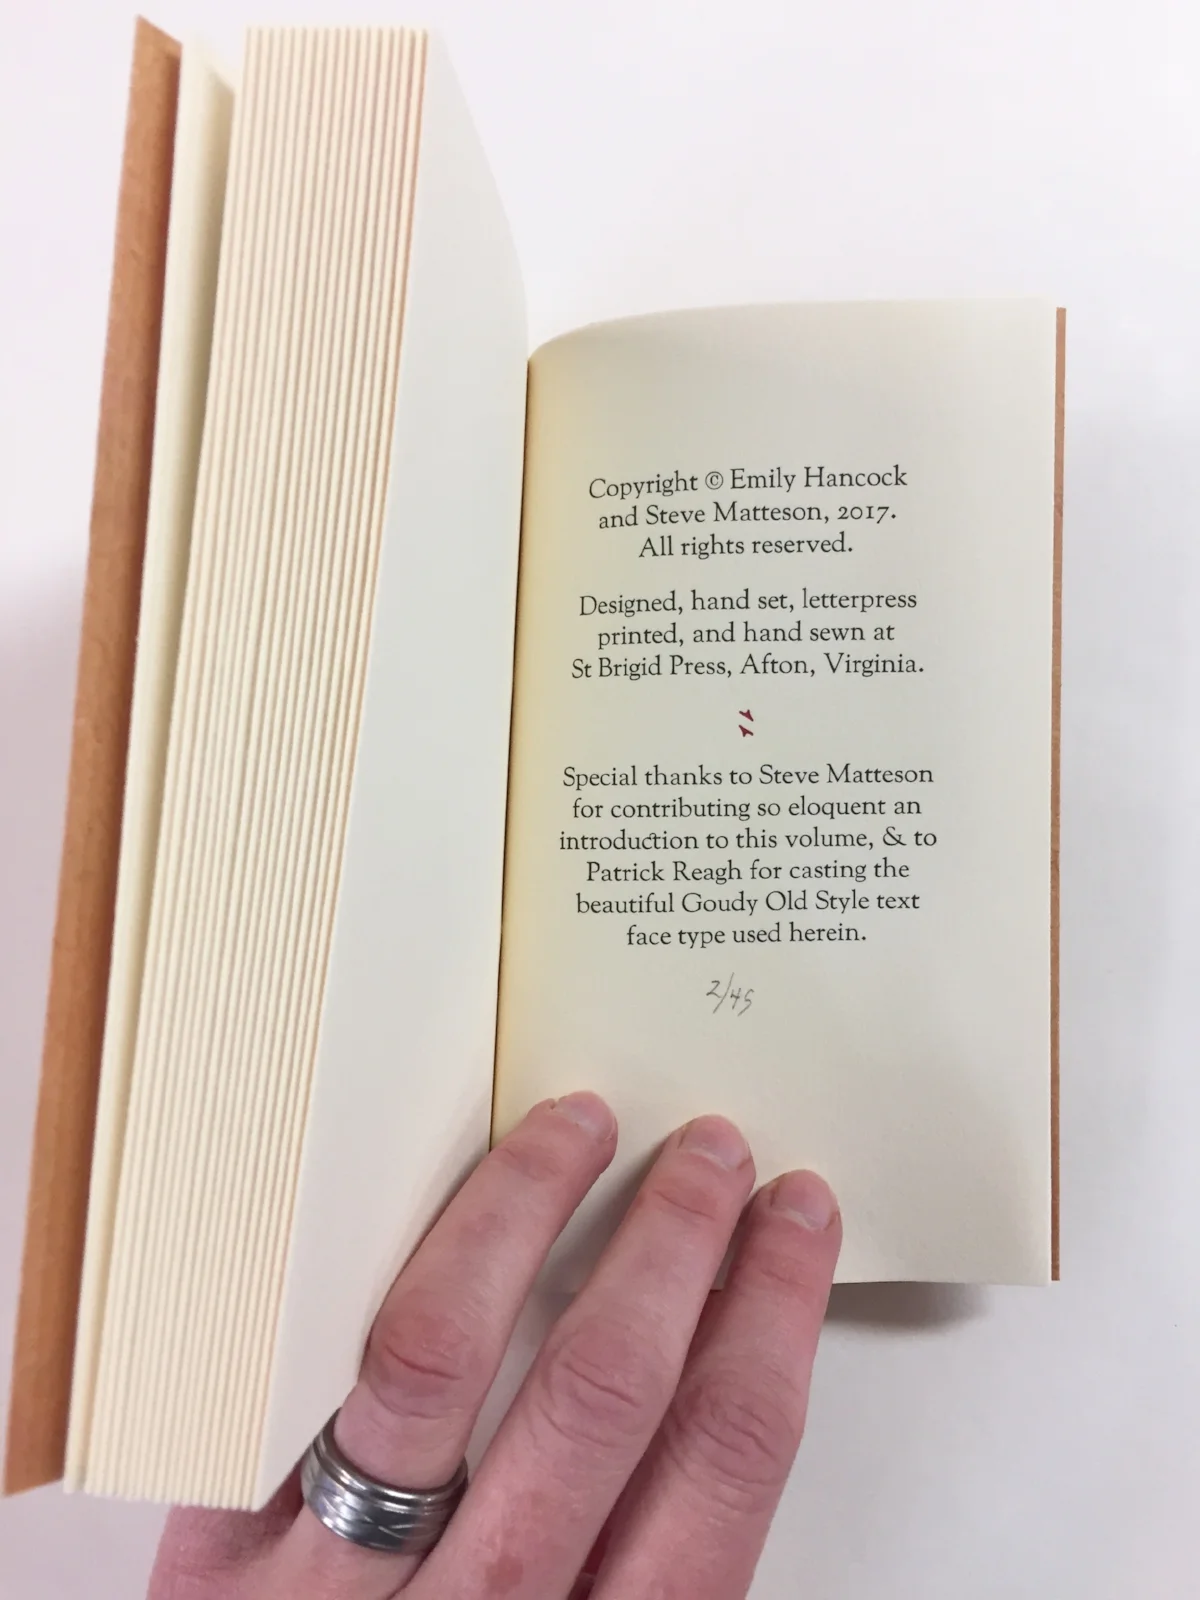 Copyright © Emily Hancock
and Steve Matteson, 2017.
All rights reserved.
Designed, hand set, letterpress
printed, and hand sewn at
St Brigid Press, Afton, Virginia.
Special thanks to Steve Matteson
for contributing so eloquent an
introduction to this volume, & to
Patrick Reagh for casting the
beautiful Goudy Old Style text
face type used herein.
2/45